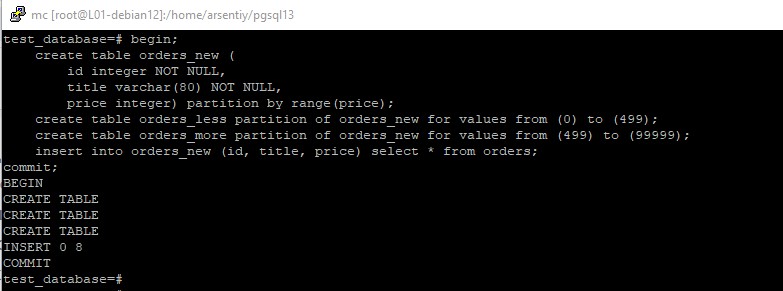 mc [root@L01-debian12]:/home/arsentiy/pgsql13
test_database=# begin;
    create table orders_new (
        id integer NOT NULL,
        title varchar(80) NOT NULL,
        price integer) partition by range(price);
    create table orders_less partition of orders_new for values from (0) to (499);
    create table orders_more partition of orders_new for values from (499) to (99999);
    insert into orders_new (id, title, price) select * from orders;
commit;
BEGIN
CREATE TABLE
CREATE TABLE
CREATE TABLE
INSERT 0 8
COMMIT
test_database=#